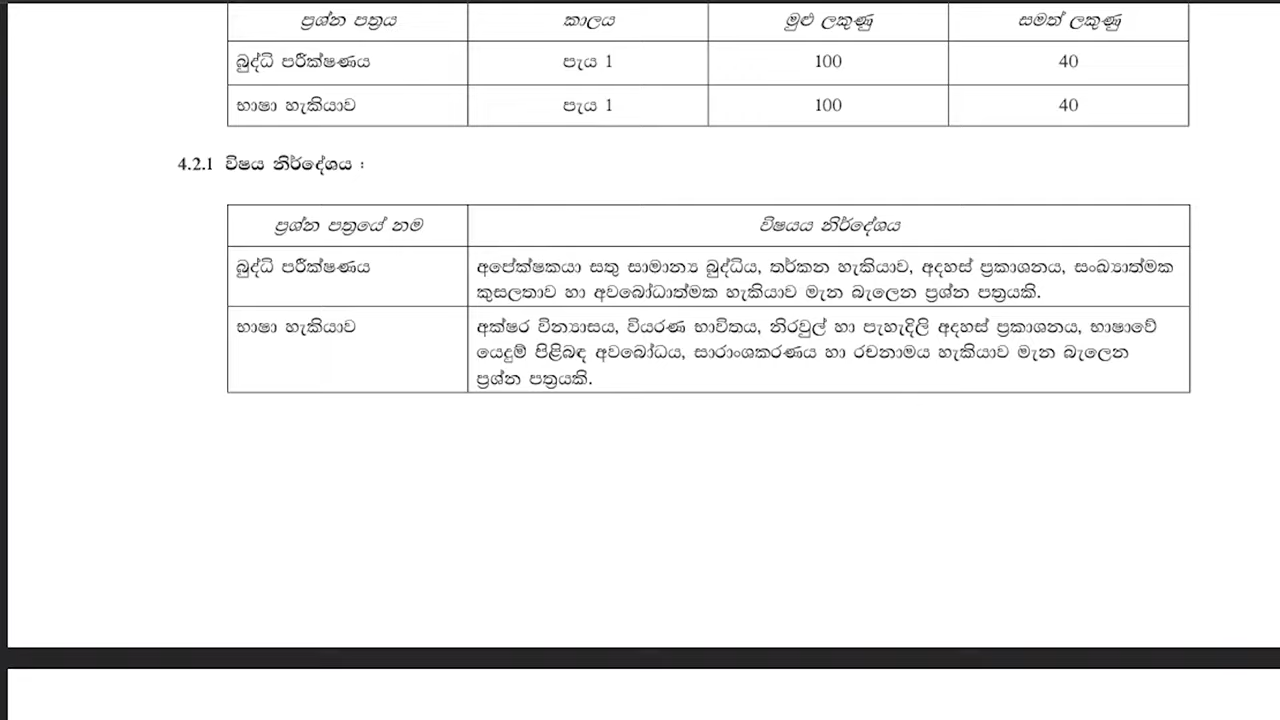 ප්‍රශ්න පත්‍රය කාලය මුළු ලකුණු සමත් ලකුණු
බුද්ධි පරීක්ෂණය පැය 1 100 40
භාෂා හැකියාව පැය 1 100 40
4.2.1 විෂය නිර්දේශය :
ප්‍රශ්න පත්‍රයේ නම විෂයය නිර්දේශය
බුද්ධි පරීක්ෂණය අපේක්ෂකයා සතු සාමාන්‍ය බුද්ධිය, තර්කන හැකියාව, අදහස් ප්‍රකාශනය, සංඛ්‍යාත්මක
කුසලතාව හා අවබෝධාත්මක හැකියාව මැන බැලෙන ප්‍රශ්න පත්‍රයකි.
භාෂා හැකියාව අක්ෂර වින්‍යාසය, ව්යරණ භාවිතය, නිරවුල් හා පැහැදිලි අදහස් ප්‍රකාශනය, භාෂාවේ
යෙදුම් පිළිබඳ අවබෝධය, සාරාංශකරණය හා රචනාමය හැකියාව මැන බැලෙන
ප්‍රශ්න පත්‍රයකි.